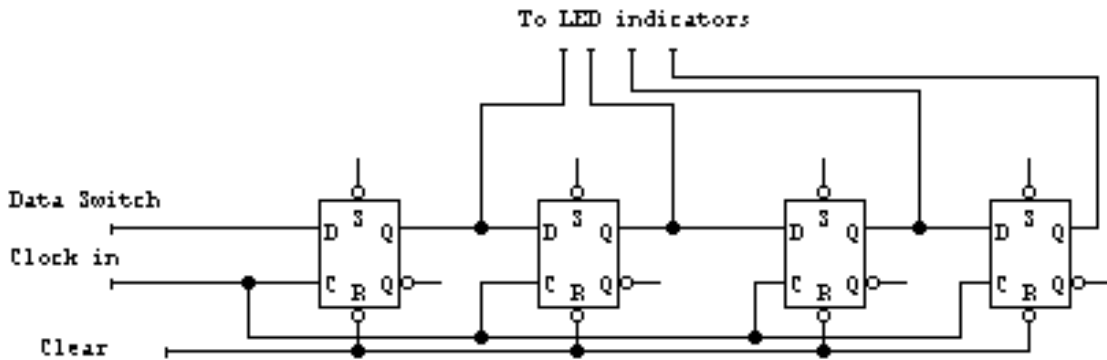 To LED indicators
S S S S
Data Switch
D Q D Q D Q D Q
Clock in
C Q C Q C Q C Q
R R R R
Clear